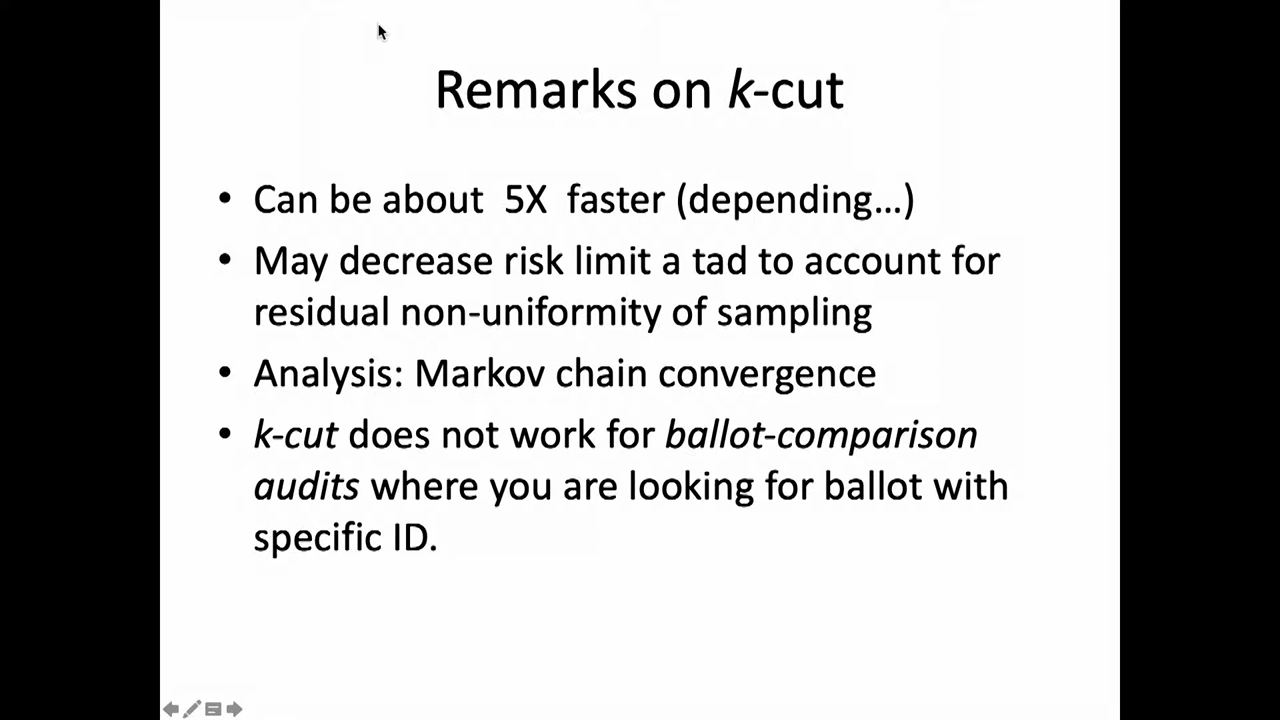 Remarks on k-cut
• Can be about 5X faster (depending...)
• May decrease risk limit a tad to account for
residual non-uniformity of sampling
• Analysis: Markov chain convergence
• k-cut does not work for ballot-comparison
audits where you are looking for ballot with
specific ID.